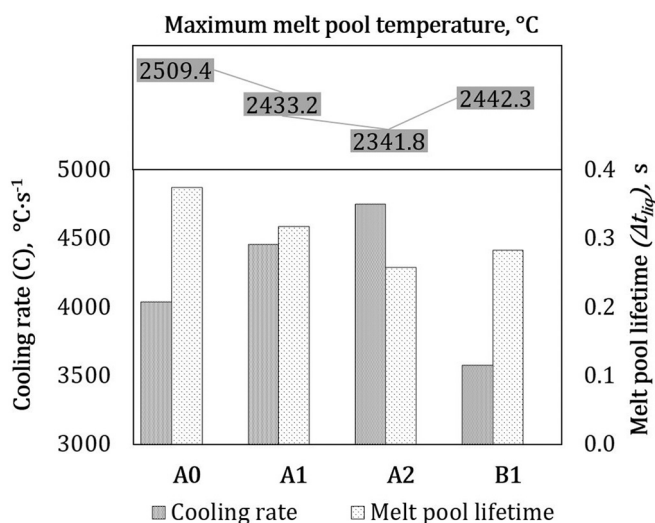 Maximum melt pool temperature, °C
2509.4
2433.2
2341.8
2442.3
Cooling rate (C), °C·s⁻¹
5000
4500
4000
3500
3000
0.4
0.3
0.2
0.1
0.0
Melt pool lifetime (Δt_liq), s
A0 A1 A2 B1
Cooling rate Melt pool lifetime